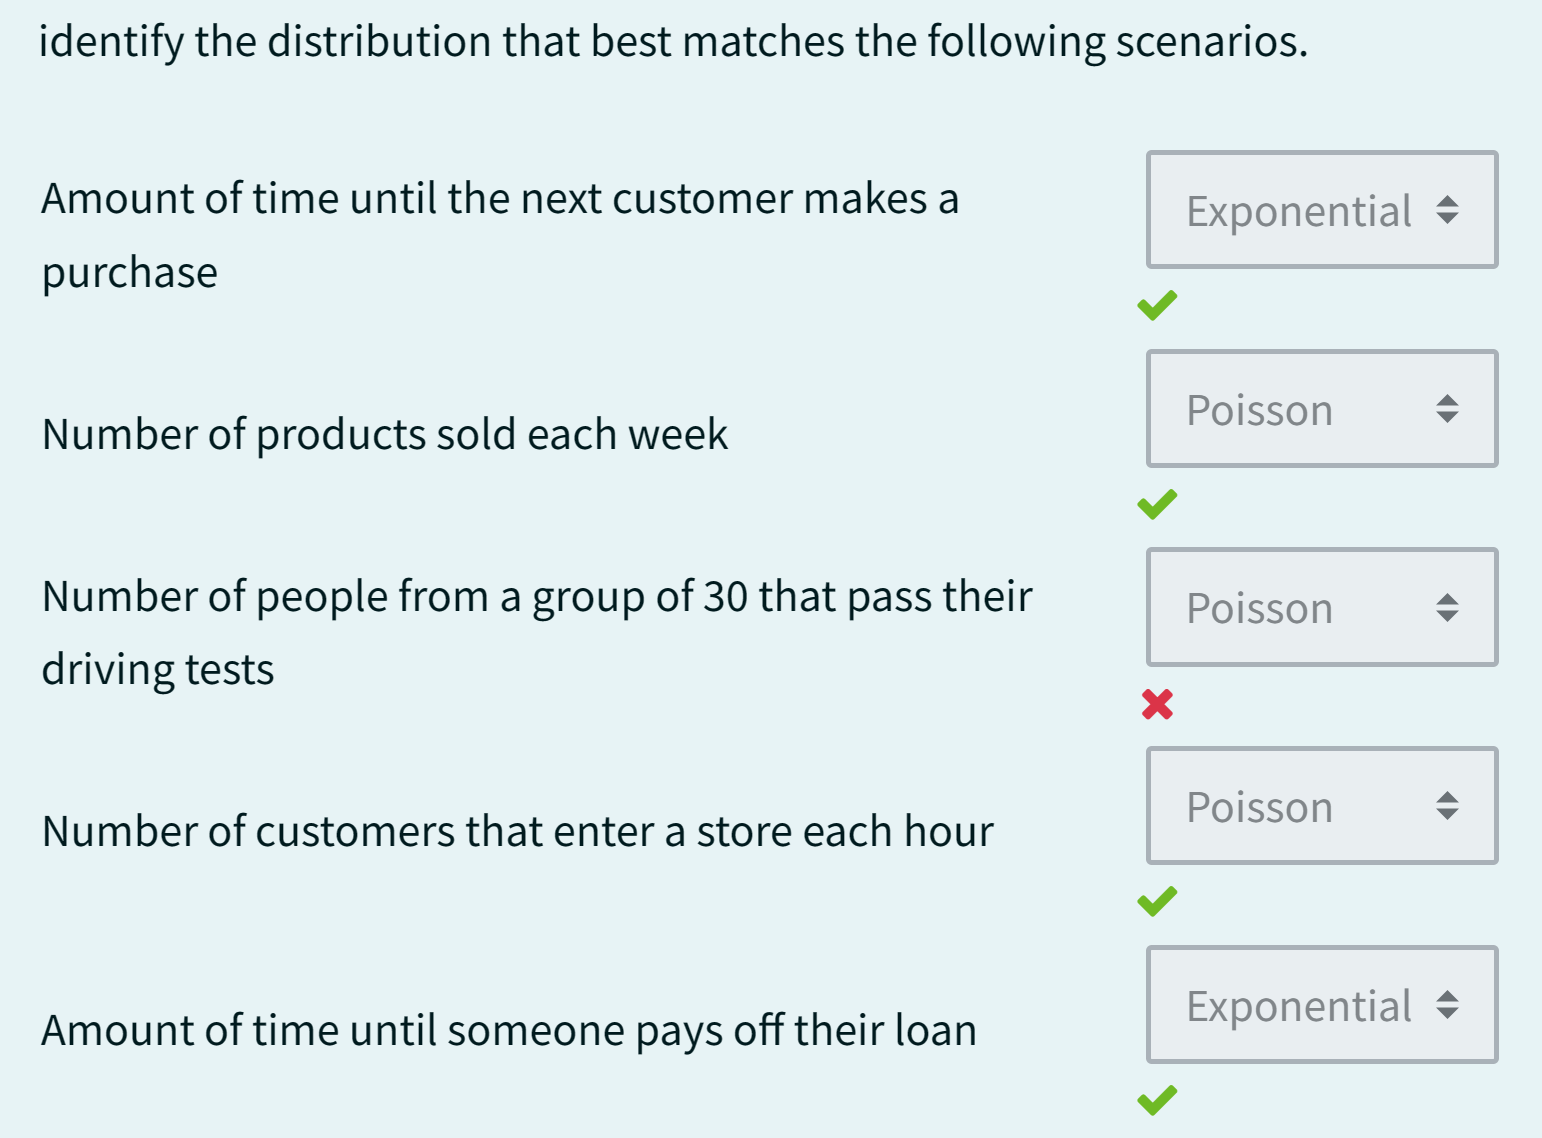 identify the distribution that best matches the following scenarios.
Amount of time until the next customer makes a
purchase
Exponential
Number of products sold each week
Poisson
Number of people from a group of 30 that pass their
driving tests
Poisson
Number of customers that enter a store each hour
Poisson
Amount of time until someone pays off their loan
Exponential